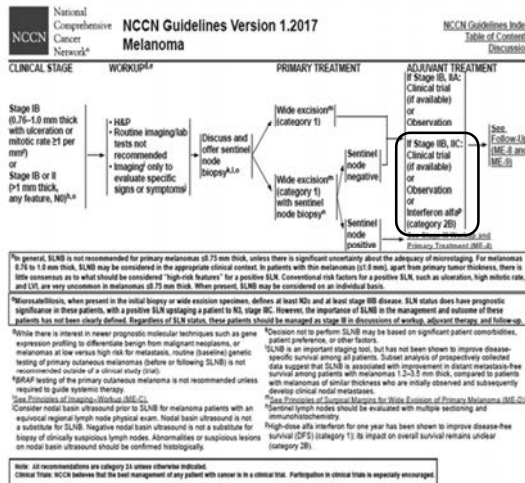 NCCN
National
Comprehensive
Cancer
Network®
NCCN Guidelines Version 1.2017
Melanoma
NCCN Guidelines Index
Table of Contents
Discussion
CLINICAL STAGE
WORKUP
PRIMARY TREATMENT
ADJUVANT TREATMENT
Stage IB
(0.76–1.0 mm thick
with ulceration or
mitotic rate ≥1 per
mm²)
or
Stage IB or II
(>1 mm thick,
any feature, N0)
• H&P
• Routine imaging/lab
tests not
recommended
• Imaging only to
evaluate specific
signs or symptoms
Discuss and
offer sentinel
node
biopsy
Wide excision
(category 1)
Wide excision
(category 1)
with sentinel
node biopsy
Sentinel
node
negative
Sentinel
node
positive
If Stage IB, IIA:
Clinical trial
(if available)
or
Observation
If Stage IIB, IIC:
Clinical trial
(if available)
or
Observation
or
Interferon alfa
(category 2B)
See
Follow-Up
(ME-8 and
ME-9)
See Stage III Workup and
Primary Treatment (ME-4)
In general, SLNB is not recommended for primary melanomas ≤0.75 mm thick, unless there is significant uncertainty about the adequacy of microstaging. For melanomas
0.76 to 1.0 mm thick, SLNB may be considered in the appropriate clinical context. In patients with thin melanomas (≤1.0 mm), apart from primary tumor thickness, there is
little consensus as to what should be considered "high-risk features" for a positive SLN. Conventional risk factors for a positive SLN, such as ulceration, high mitotic rate,
and LVI, are very uncommon in melanomas ≤0.75 mm thick. When present, SLNB may be considered on an individual basis.
Microsatellitosis, when present in the initial biopsy or wide excision specimen, defines at least N2c and at least stage IIIB disease. SLN status does have prognostic
significance in these patients, with a positive SLN upstaging a patient to N3, stage IIIC. However, the importance of SLNB in the management and outcome of these
patients has not been clearly defined. Regardless of SLN status, these patients should be managed as stage III in discussions of workup, adjuvant therapy, and follow-up.
While there is interest in newer prognostic molecular techniques such as gene
expression profiling to differentiate benign from malignant neoplasms, or
melanomas at low versus high risk for metastasis, routine (baseline) genetic
testing of primary cutaneous melanomas (before or following SLNB) is not
recommended outside of a clinical study (trial).
BRAF testing of the primary cutaneous melanoma is not recommended unless
required to guide systemic therapy.
See Principles of Imaging–Workup (ME-C).
Consider nodal basin ultrasound prior to SLNB for melanoma patients with an
equivocal regional lymph node physical exam. Nodal basin ultrasound is not
a substitute for SLNB. Negative nodal basin ultrasound is not a substitute for
biopsy of clinically suspicious lymph nodes. Abnormalities or suspicious lesions
on nodal basin ultrasound should be confirmed histologically.
Decision not to perform SLNB may be based on significant patient comorbidities,
patient preference, or other factors.
SLNB is an important staging tool, but has not been shown to improve disease-
specific survival among all patients. Subset analysis of prospectively collected
data suggest that SLNB is associated with improvement in distant metastasis-free
survival among patients with melanomas 1.2–3.5 mm thick, compared to patients
with melanomas of similar thickness who are initially observed and subsequently
develop clinical nodal metastases.
See Principles of Surgical Margins for Wide Excision of Primary Melanoma (ME-D).
Sentinel lymph nodes should be evaluated with multiple sectioning and
immunohistochemistry.
High-dose alfa interferon for one year has been shown to improve disease-free
survival (DFS) (category 1); its impact on overall survival remains unclear
(category 2B).
Note: All recommendations are category 2A unless otherwise indicated.
Clinical Trials: NCCN believes that the best management of any patient with cancer is in a clinical trial. Participation in clinical trials is especially encouraged.